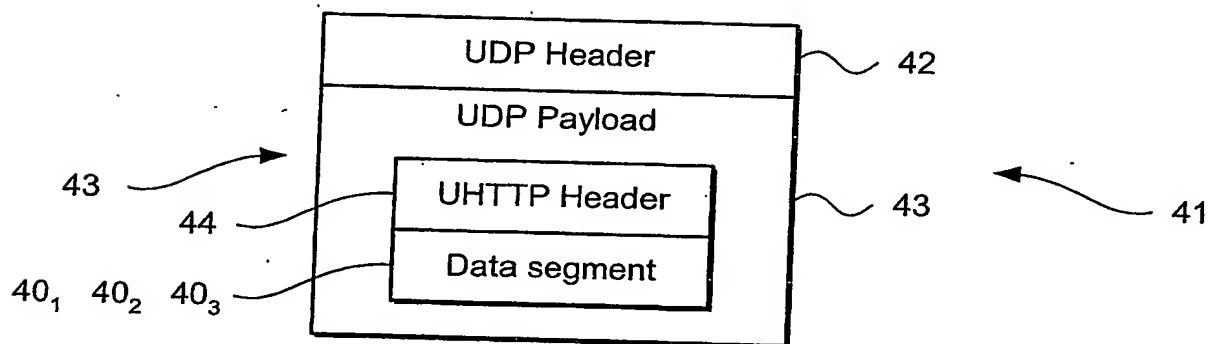 UDP Header
42
UDP Payload
43
UHTTP Header
43
41
44
Data segment
40₁ 40₂ 40₃